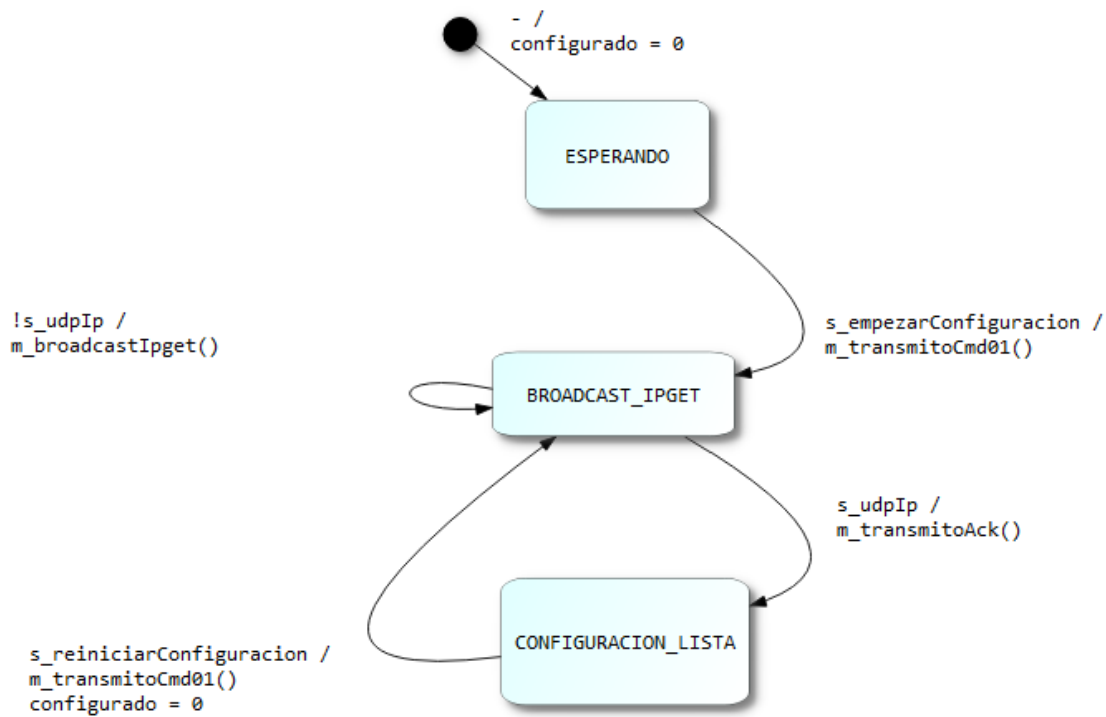 - /
configurado = 0
ESPERANDO
s_empezarConfiguracion /
m_transmitoCmd01()
!s_udpIp /
m_broadcastIpget()
BROADCAST_IPGET
s_udpIp /
m_transmitoAck()
CONFIGURACION_LISTA
s_reiniciarConfiguracion /
m_transmitoCmd01()
configurado = 0